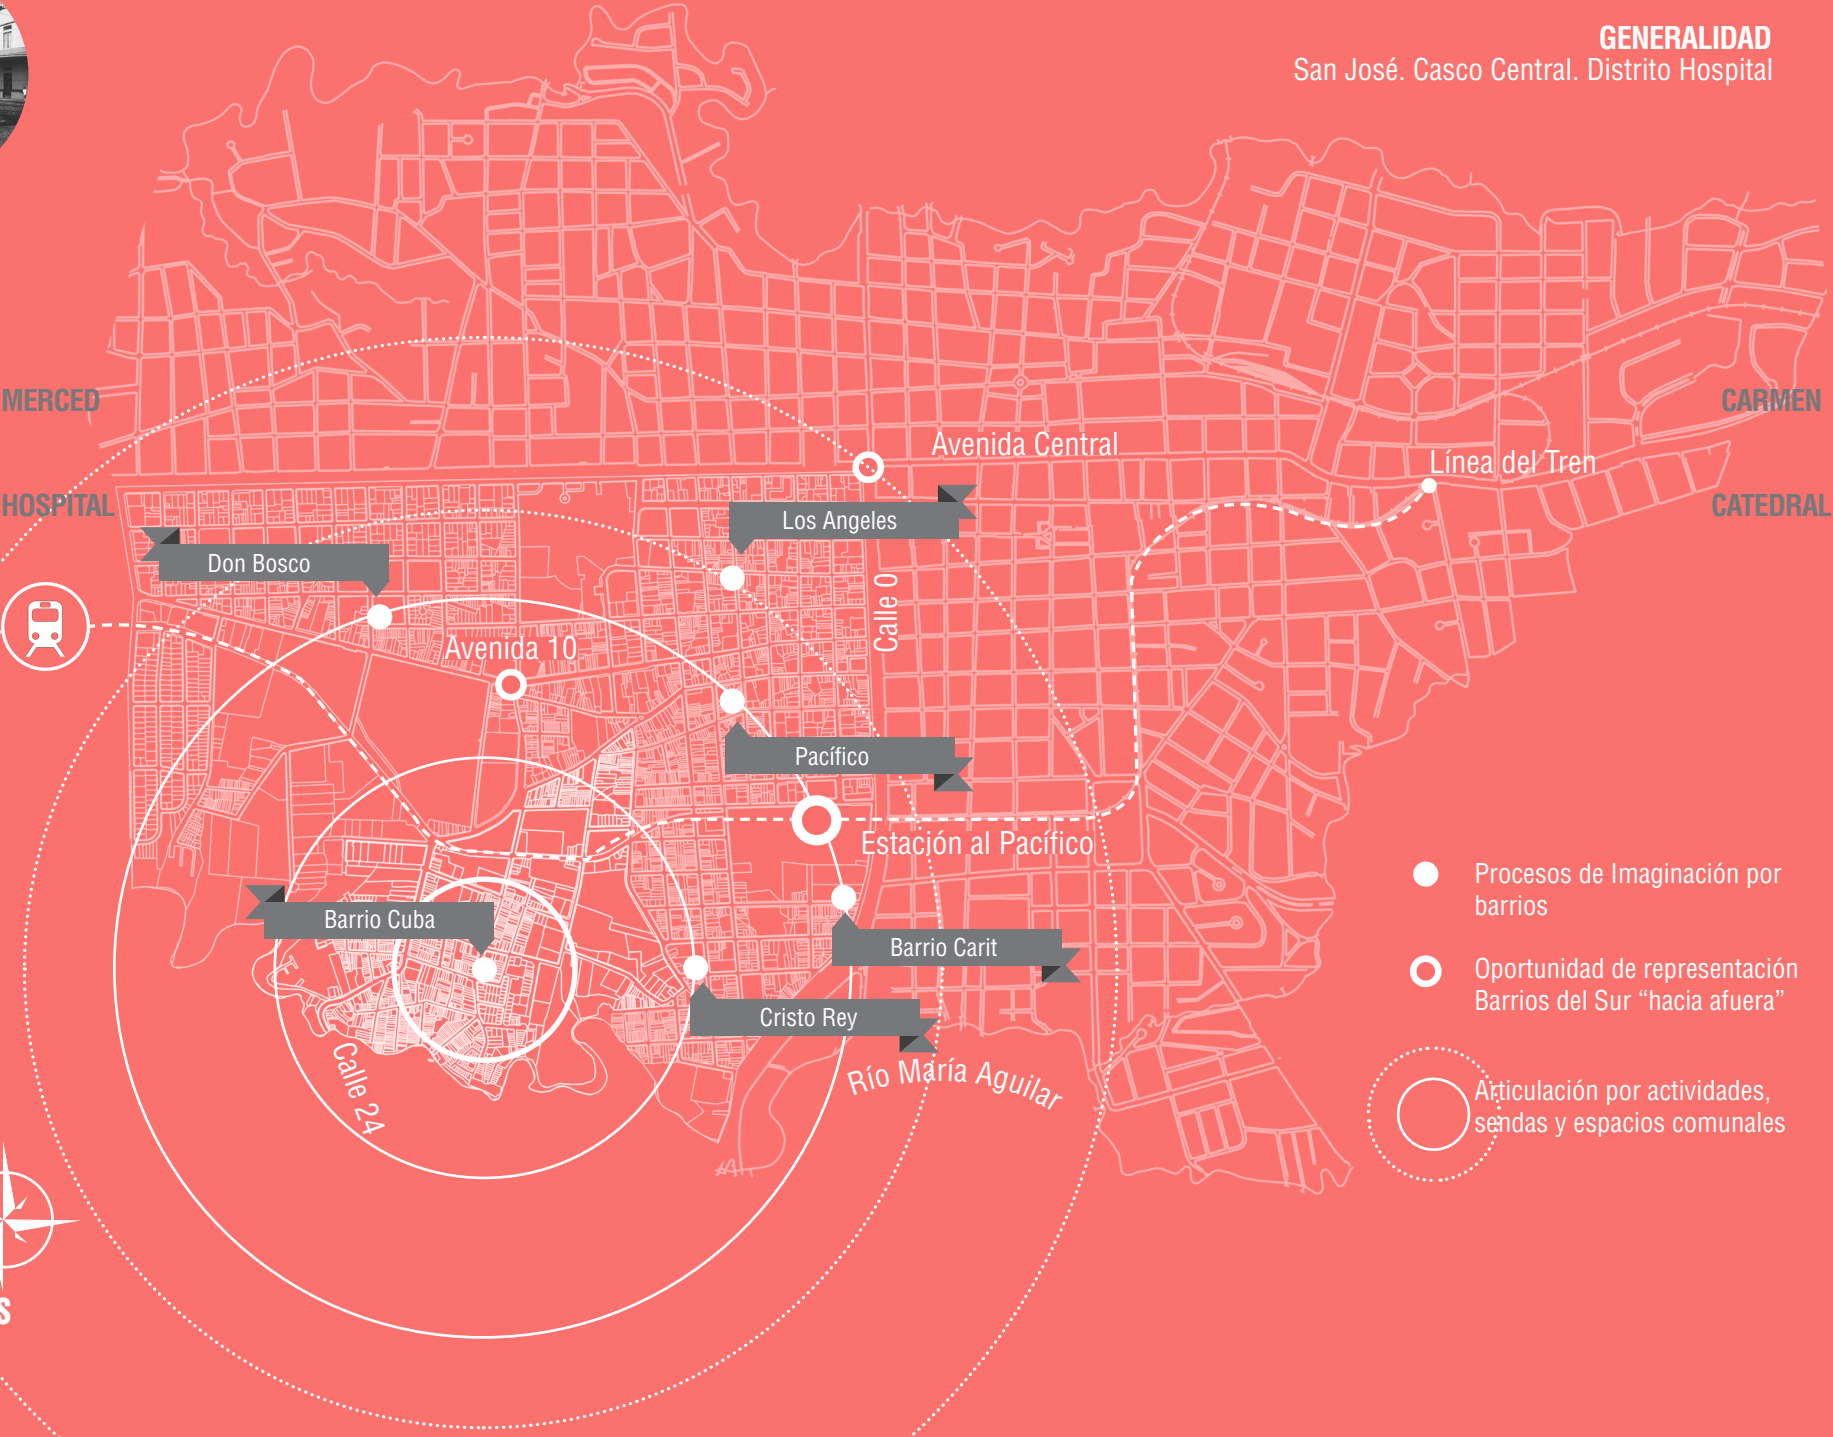 GENERALIDAD
San José. Casco Central. Distrito Hospital
MERCED
CARMEN
Avenida Central
Línea del Tren
HOSPITAL
CATEDRAL
Los Angeles
Don Bosco
Calle 0
Avenida 10
Pacífico
Estación al Pacífico
Procesos de Imaginación por
barrios
Barrio Cuba
Barrio Carit
Oportunidad de representación
Barrios del Sur “hacia afuera”
Cristo Rey
Calle 24
Río María Aguilar
Articulación por actividades,
sendas y espacios comunales
S